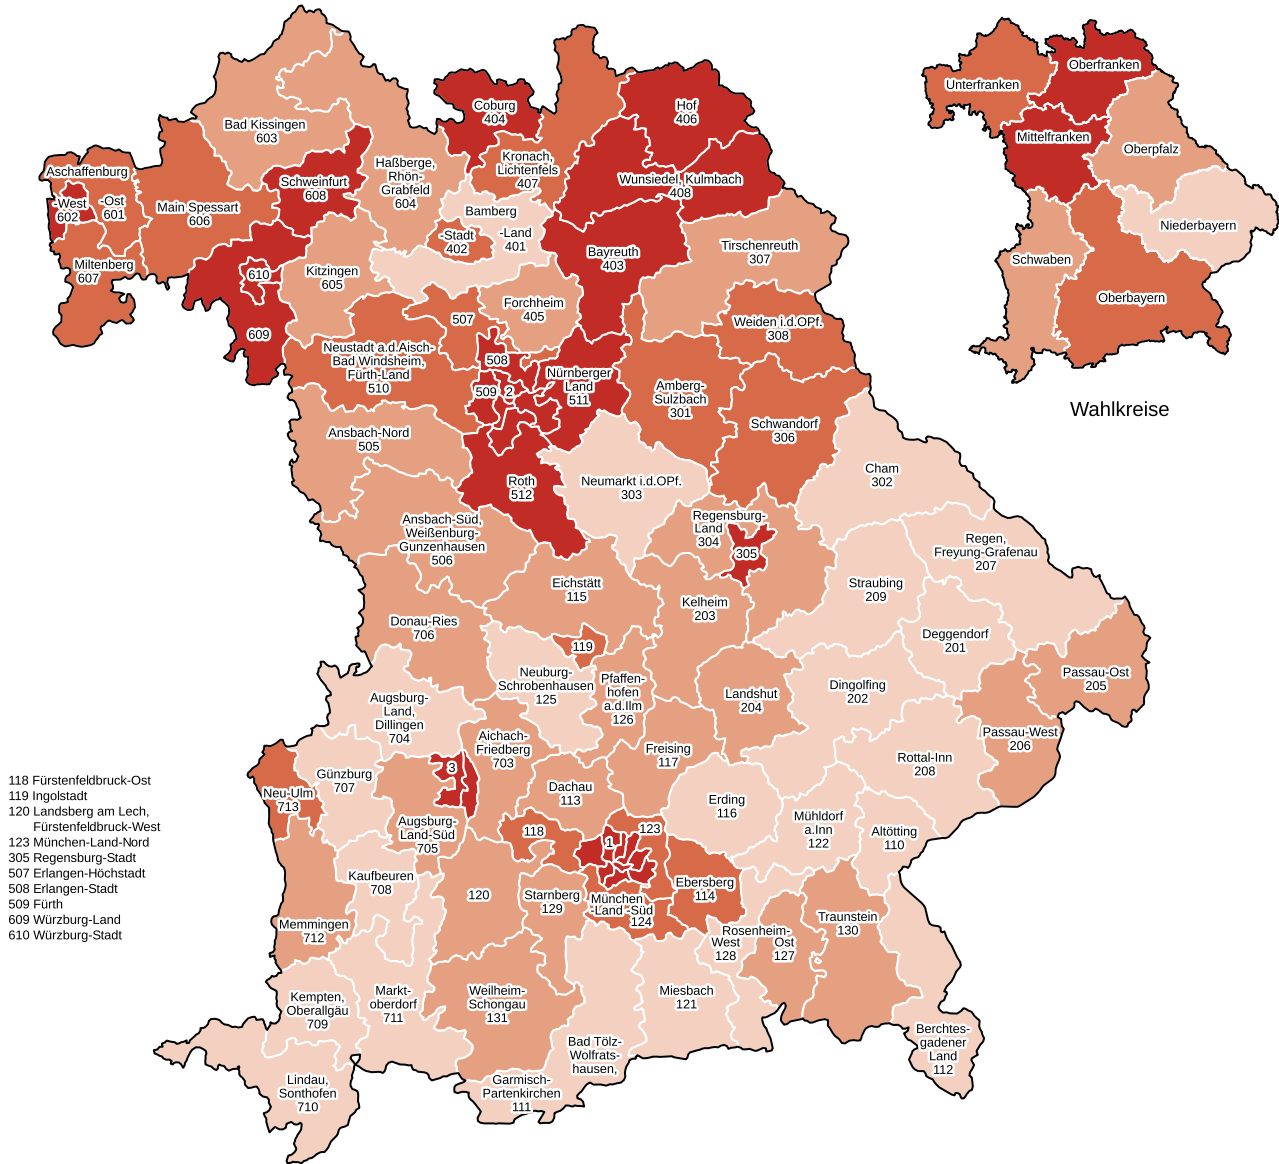 Bad Kissingen
603
Coburg
404
Hof
406
Kronach,
Lichtenfels
407
Haßberge,
Rhön-
Grabfeld
604
Schweinfurt
608
Wunsiedel, Kulmbach
408
Aschaffenburg
-West
602
-Ost
601
Main Spessart
606
Bamberg
-Stadt
402
-Land
401
Miltenberg
607
610
Kitzingen
605
Bayreuth
403
Tirschenreuth
307
Forchheim
405
507
609
Weiden i.d.OPf.
308
Neustadt a.d.Aisch-
Bad Windsheim,
Fürth-Land
510
508
509
2
Nürnberger
Land
511
Amberg-
Sulzbach
301
Schwandorf
306
Ansbach-Nord
505
Roth
512
Neumarkt i.d.OPf.
303
Cham
302
Regensburg-
Land
304
305
Ansbach-Süd,
Weißenburg-
Gunzenhausen
506
Regen,
Freyung-Grafenau
207
Eichstätt
115
Kelheim
203
Straubing
209
Donau-Ries
706
119
Deggendorf
201
Neuburg-
Schrobenhausen
125
Pfaffen-
hofen
a.d.Ilm
126
Landshut
204
Dingolfing
202
Passau-Ost
205
Passau-West
206
Augsburg-
Land,
Dillingen
704
Aichach-
Friedberg
703
Freising
117
Rottal-Inn
208
3
Günzburg
707
Neu-Ulm
713
Dachau
113
Erding
116
Mühldorf
a.Inn
122
Altötting
110
Augsburg-
Land-Süd
705
118
1
123
Kaufbeuren
708
120
Starnberg
129
München
-Land -Süd
124
Ebersberg
114
Memmingen
712
Rosenheim-
West
128
Ost
127
Traunstein
130
Kempten,
Oberallgäu
709
Markt-
oberdorf
711
Weilheim-
Schongau
131
Miesbach
121
Bad Tölz-
Wolfrats-
hausen,
Garmisch-
Partenkirchen
111
Berchtes-
gadener
Land
112
Lindau,
Sonthofen
710
118 Fürstenfeldbruck-Ost
119 Ingolstadt
120 Landsberg am Lech,
Fürstenfeldbruck-West
123 München-Land-Nord
305 Regensburg-Stadt
507 Erlangen-Höchstadt
508 Erlangen-Stadt
509 Fürth
609 Würzburg-Land
610 Würzburg-Stadt
Oberfranken
Unterfranken
Mittelfranken
Oberpfalz
Niederbayern
Schwaben
Oberbayern
Wahlkreise